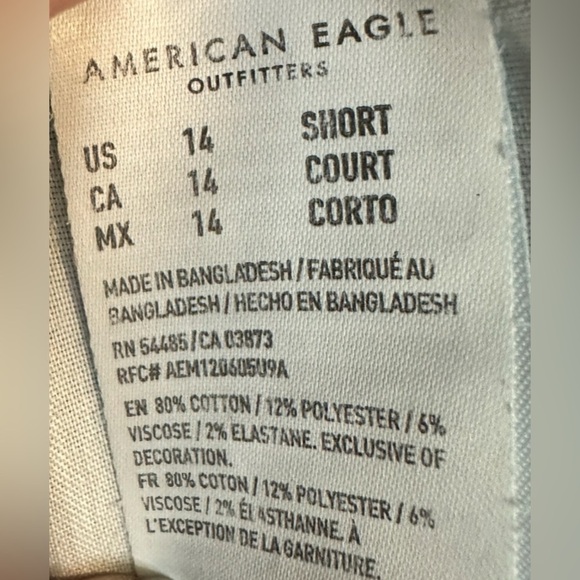 AMERICAN EAGLE
OUTFITTERS
US 14 SHORT
CA 14 COURT
MX 14 CORTO
MADE IN BANGLADESH / FABRIQUÉ AU
BANGLADESH / HECHO EN BANGLADESH
RN 54485 / CA 03873
RFC# AEM120605U9A
EN 80% COTTON / 12% POLYESTER / 6%
VISCOSE / 2% ELASTANE. EXCLUSIVE OF
DECORATION.
FR 80% COTON / 12% POLYESTER / 6%
VISCOSE / 2% ÉLASTHANNE. À
L'EXCEPTION DE LA GARNITURE.